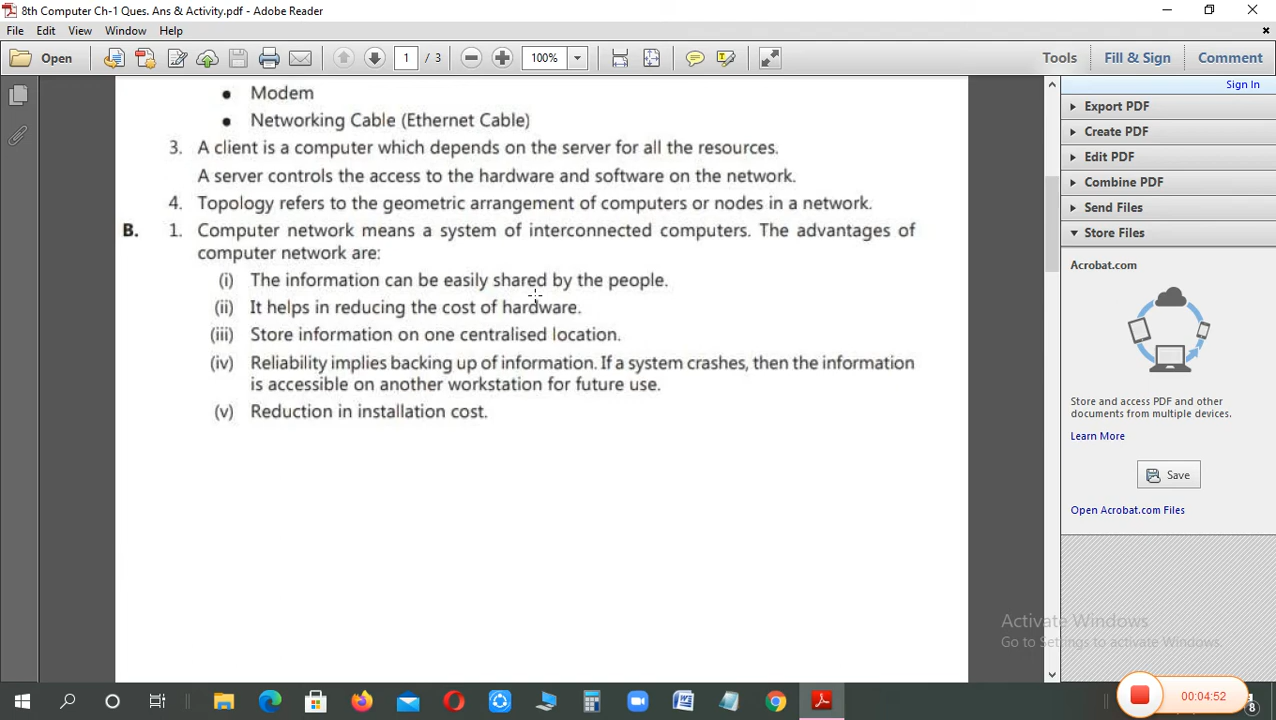 8th Computer Ch-1 Ques. Ans & Activity.pdf - Adobe Reader
File Edit View Window Help
Open 1 / 3 100% Tools Fill & Sign Comment
Sign In
Modem
Networking Cable (Ethernet Cable)
3. A client is a computer which depends on the server for all the resources.
A server controls the access to the hardware and software on the network.
4. Topology refers to the geometric arrangement of computers or nodes in a network.
B. 1. Computer network means a system of interconnected computers. The advantages of
computer network are:
(i) The information can be easily shared by the people.
(ii) It helps in reducing the cost of hardware.
(iii) Store information on one centralised location.
(iv) Reliability implies backing up of information. If a system crashes, then the information
is accessible on another workstation for future use.
(v) Reduction in installation cost.
Export PDF
Create PDF
Edit PDF
Combine PDF
Send Files
Store Files
Acrobat.com
Store and access PDF and other
documents from multiple devices.
Learn More
Save
Open Acrobat.com Files
Activate Windows
Go to Settings to activate Windows.
00:04:52
8